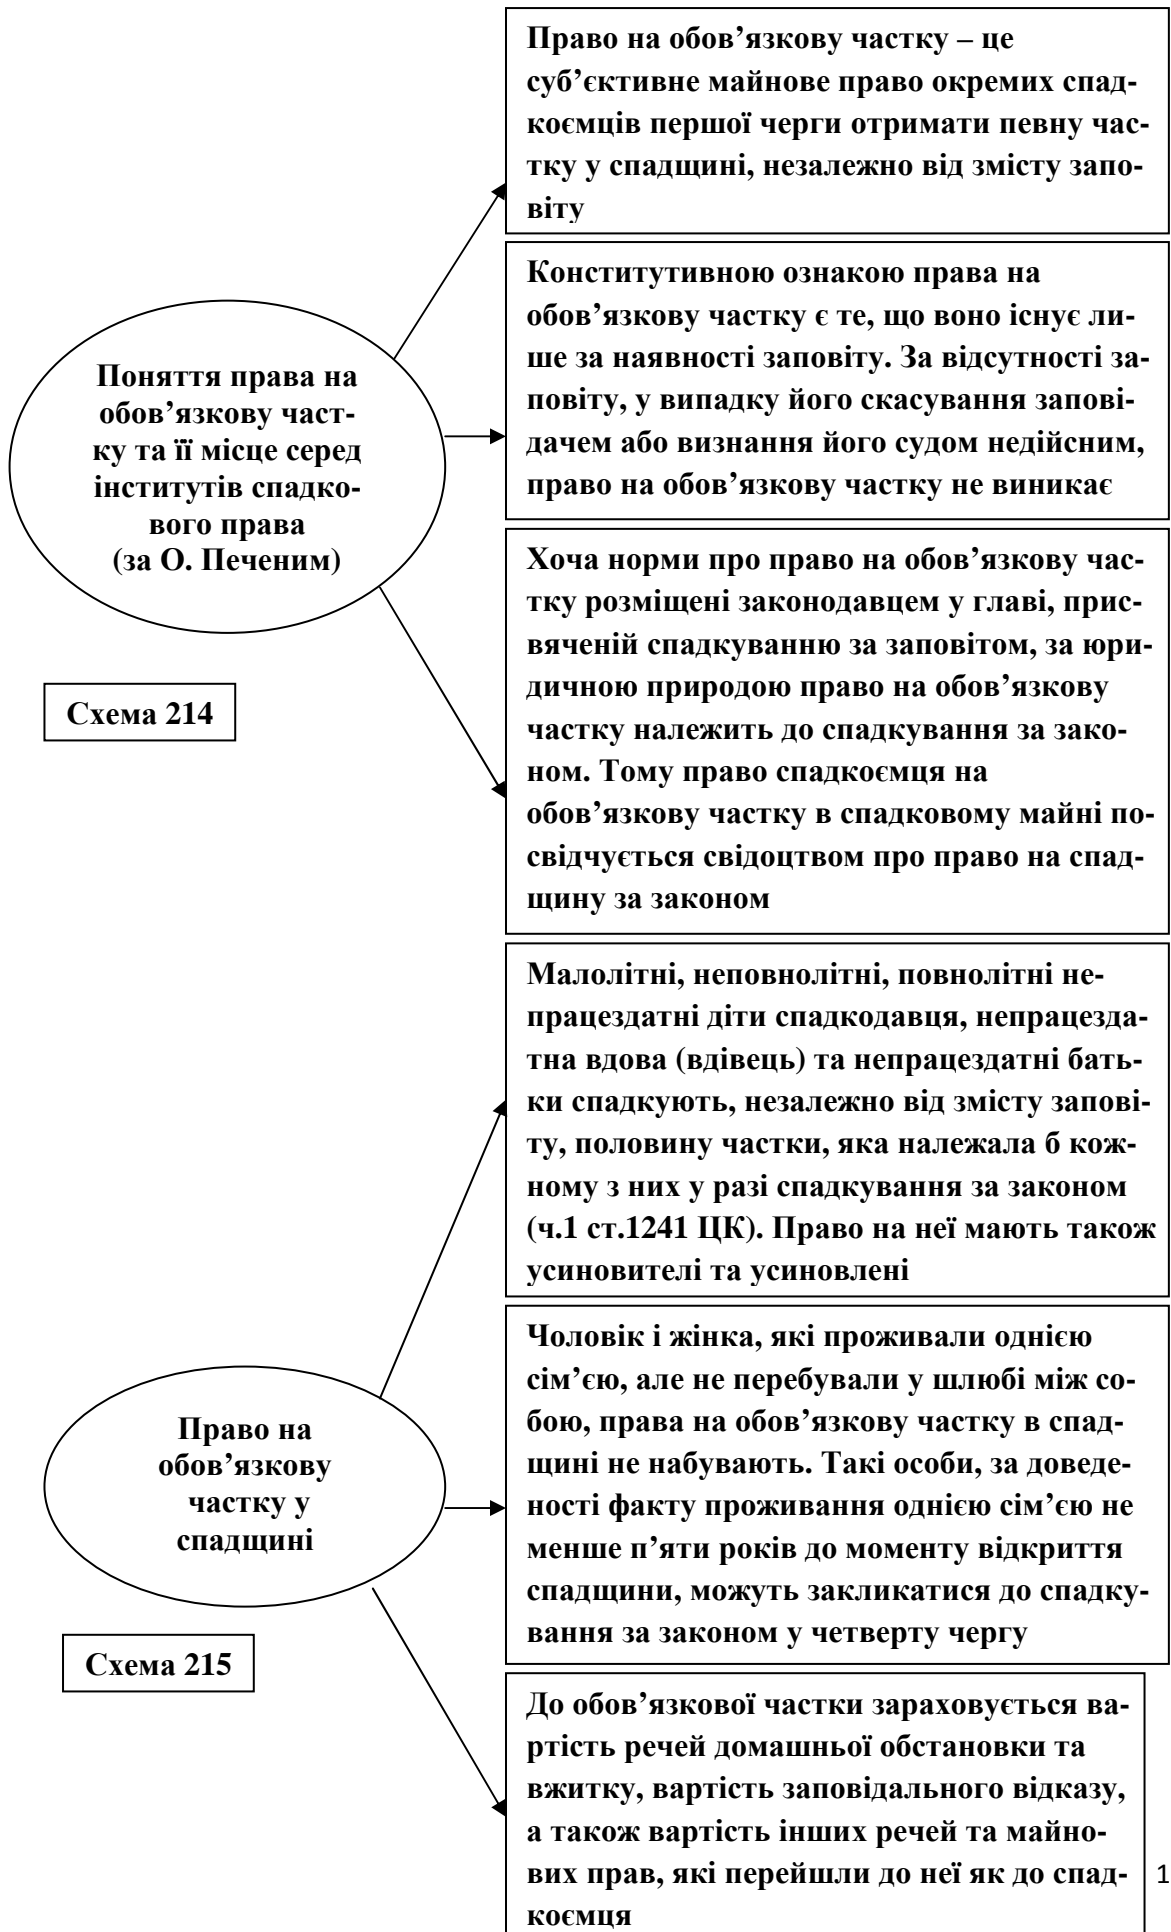 Право на обов’язкову частку – це
суб’єктивне майнове право окремих спад-
коємців першої черги отримати певну час-
тку у спадщині, незалежно від змісту запо-
віту
Конститутивною ознакою права на
обов’язкову частку є те, що воно існує ли-
ше за наявності заповіту. За відсутності за-
повіту, у випадку його скасування запові-
дачем або визнання його судом недійсним,
право на обов’язкову частку не виникає
Поняття права на
обов’язкову част-
ку та її місце серед
інститутів спадко-
вого права
(за О. Печеним)
Хоча норми про право на обов’язкову час-
тку розміщені законодавцем у главі, прис-
вяченій спадкуванню за заповітом, за юри-
дичною природою право на обов’язкову
частку належить до спадкування за зако-
ном. Тому право спадкоємця на
обов’язкову частку в спадковому майні по-
свідчується свідоцтвом про право на спад-
щину за законом
Схема 214
Малолітні, неповнолітні, повнолітні не-
працездатні діти спадкодавця, непрацезда-
тна вдова (вдівець) та непрацездатні бать-
ки спадкують, незалежно від змісту запові-
ту, половину частки, яка належала б кож-
ному з них у разі спадкування за законом
(ч.1 ст.1241 ЦК). Право на неї мають також
усиновителі та усиновлені
Чоловік і жінка, які проживали однією
сім’єю, але не перебували у шлюбі між со-
бою, права на обов’язкову частку в спад-
щині не набувають. Такі особи, за доведе-
ності факту проживання однією сім’єю не
менше п’яти років до моменту відкриття
спадщини, можуть закликатися до спадку-
вання за законом у четверту чергу
Право на
обов’язкову
частку у
спадщині
Схема 215
До обов’язкової частки зараховується ва-
ртість речей домашньої обстановки та
вжитку, вартість заповідального відказу,
а також вартість інших речей та майно-
вих прав, які перейшли до неї як до спад-
коємця
1